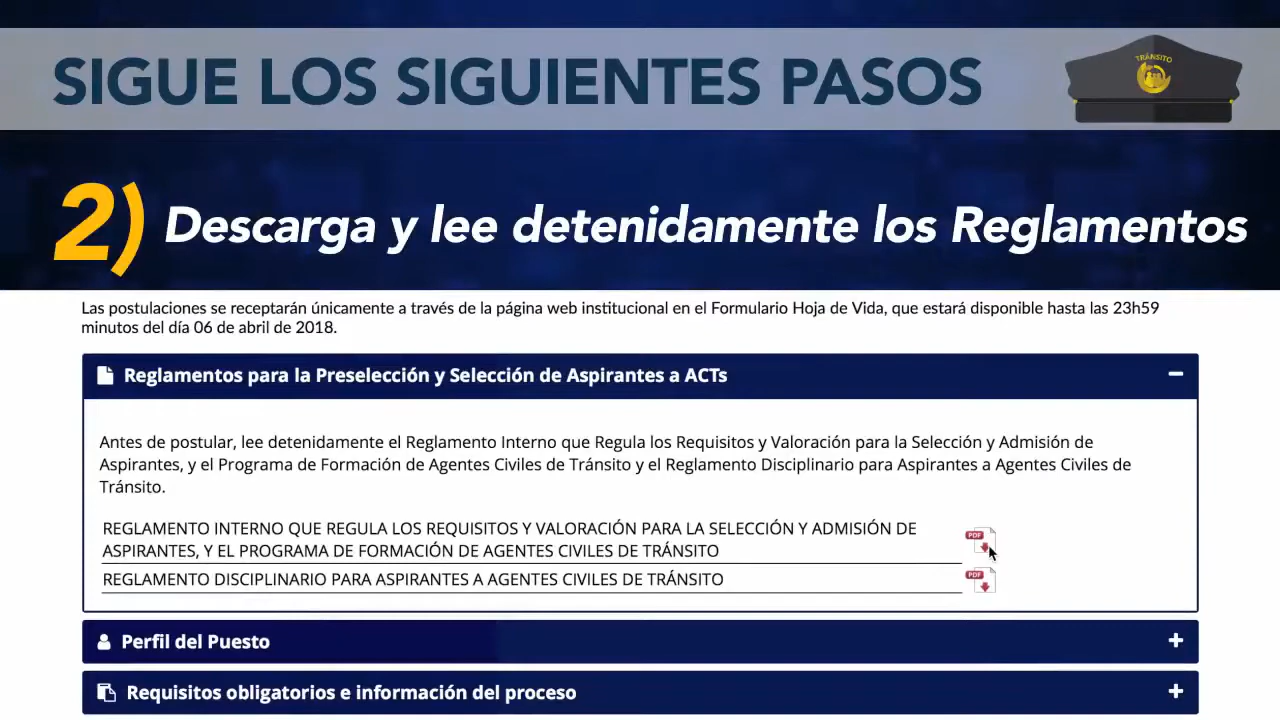 SIGUE LOS SIGUIENTES PASOS
TRÁNSITO
2) Descarga y lee detenidamente los Reglamentos
Las postulaciones se receptarán únicamente a través de la página web institucional en el Formulario Hoja de Vida, que estará disponible hasta las 23h59
minutos del día 06 de abril de 2018.
Reglamentos para la Preselección y Selección de Aspirantes a ACTs
Antes de postular, lee detenidamente el Reglamento Interno que Regula los Requisitos y Valoración para la Selección y Admisión de
Aspirantes, y el Programa de Formación de Agentes Civiles de Tránsito y el Reglamento Disciplinario para Aspirantes a Agentes Civiles de
Tránsito.
REGLAMENTO INTERNO QUE REGULA LOS REQUISITOS Y VALORACIÓN PARA LA SELECCIÓN Y ADMISIÓN DE
ASPIRANTES, Y EL PROGRAMA DE FORMACIÓN DE AGENTES CIVILES DE TRÁNSITO
PDF
REGLAMENTO DISCIPLINARIO PARA ASPIRANTES A AGENTES CIVILES DE TRÁNSITO
PDF
Perfil del Puesto
Requisitos obligatorios e información del proceso